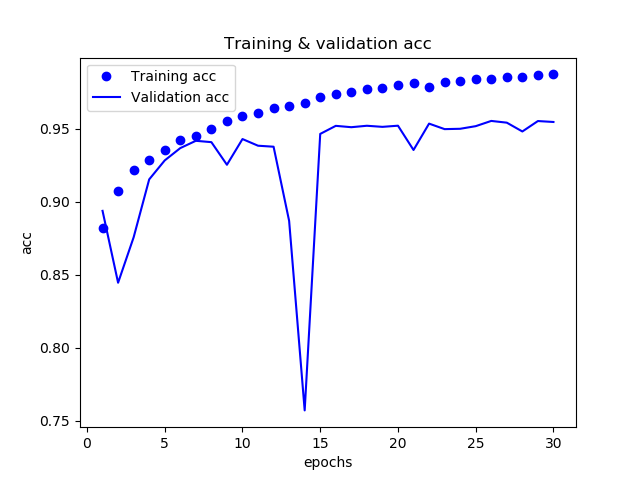 Training & validation acc
Training acc
Validation acc
acc
0.95
0.90
0.85
0.80
0.75
0 5 10 15 20 25 30
epochs